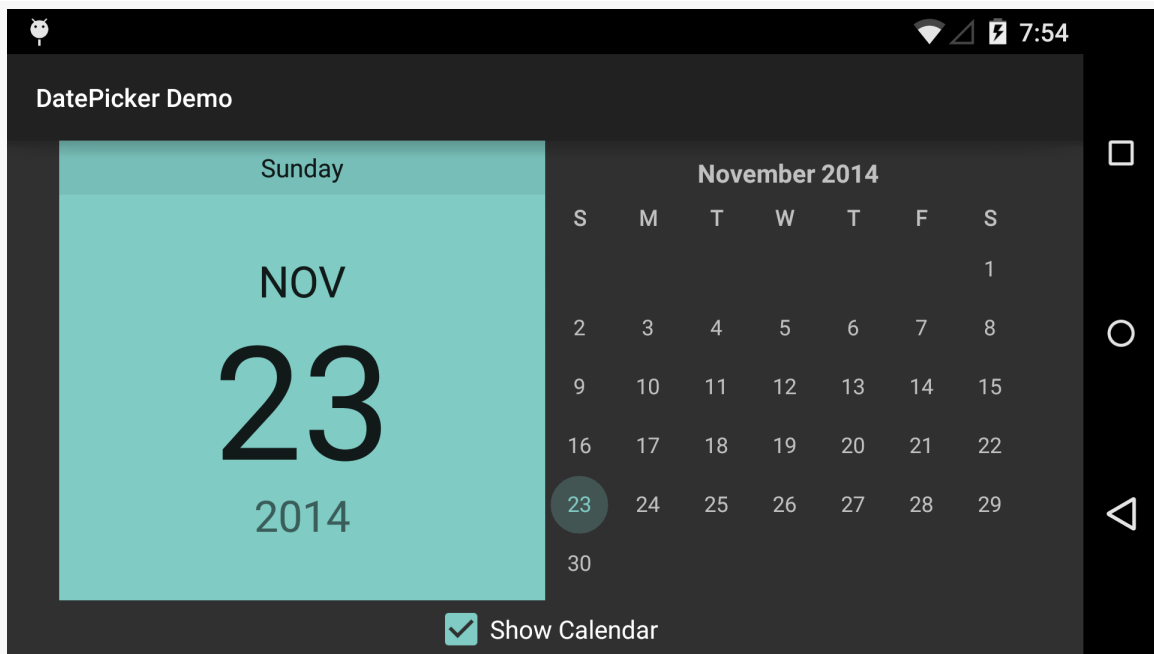 7:54
DatePicker Demo
Sunday
NOV
23
2014
November 2014
S M T W T F S
1
2 3 4 5 6 7 8
9 10 11 12 13 14 15
16 17 18 19 20 21 22
23 24 25 26 27 28 29
30
Show Calendar